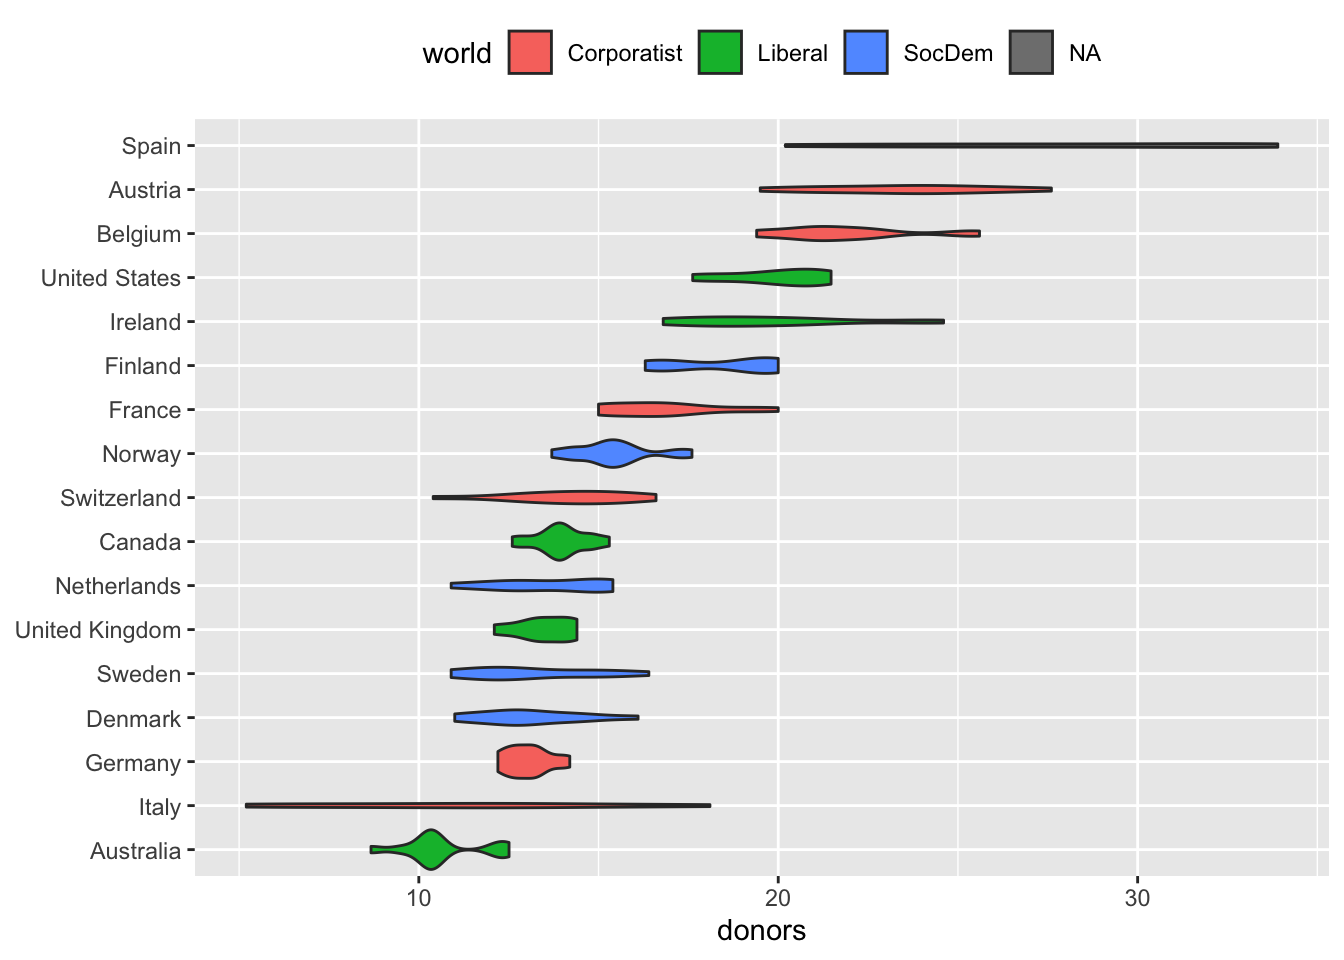 world Corporatist Liberal SocDem NA
Spain
Austria
Belgium
United States
Ireland
Finland
France
Norway
Switzerland
Canada
Netherlands
United Kingdom
Sweden
Denmark
Germany
Italy
Australia
10 20 30
donors